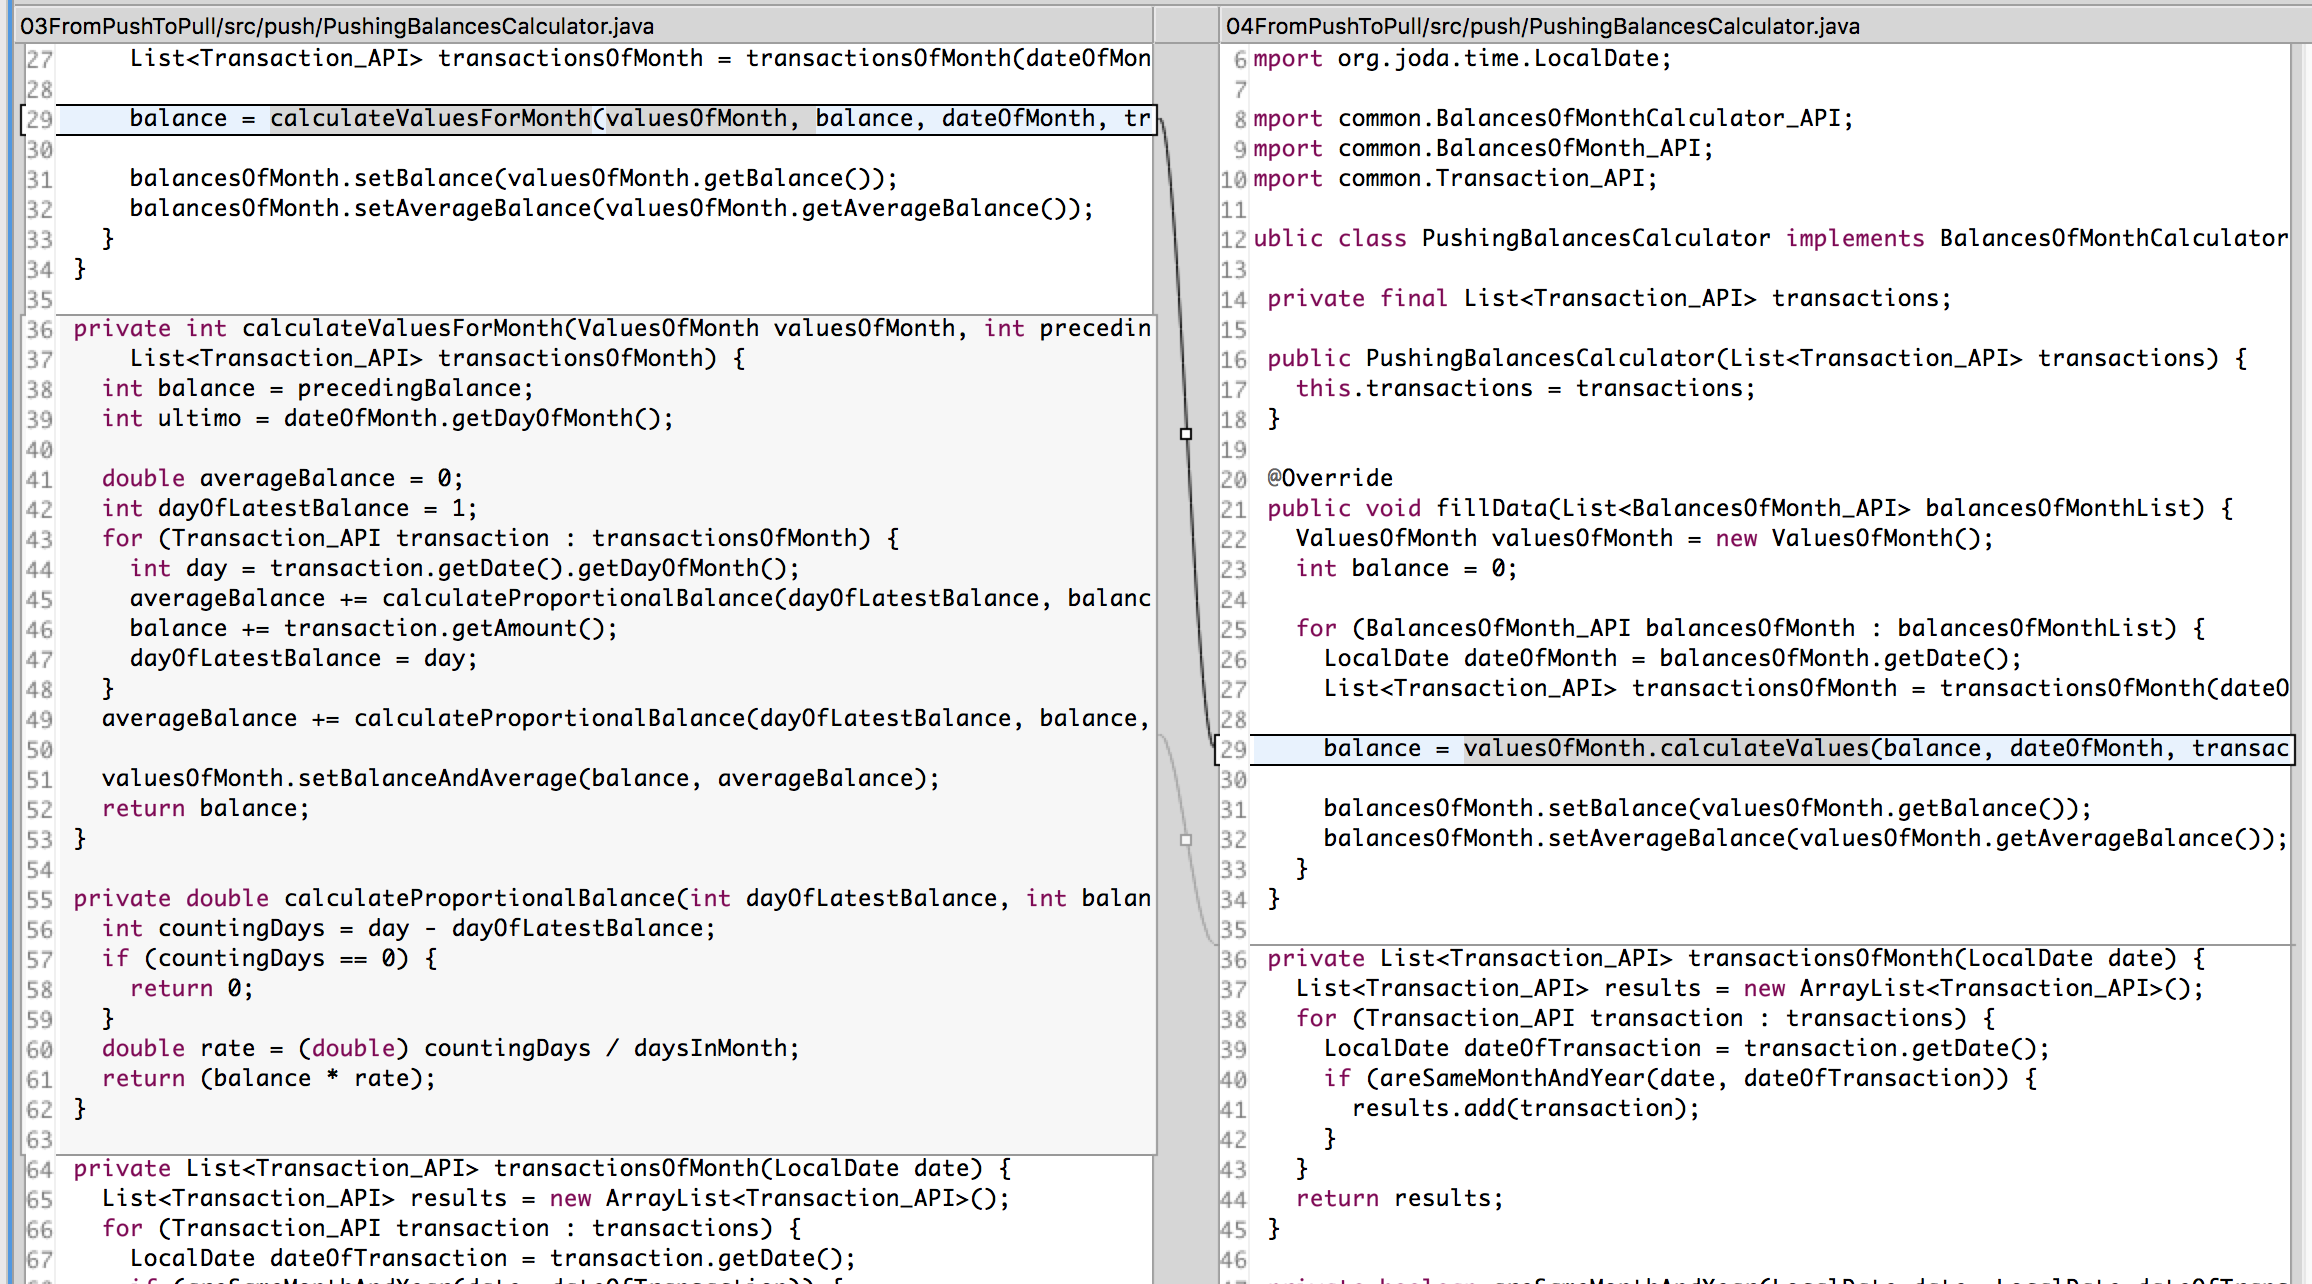 03FromPushToPull/src/push/PushingBalancesCalculator.java
27 List<Transaction_API> transactionsOfMonth = transactionsOfMonth(dateOfMon
28
29 balance = calculateValuesForMonth(valuesOfMonth, balance, dateOfMonth, tr
30
31 balancesOfMonth.setBalance(valuesOfMonth.getBalance());
32 balancesOfMonth.setAverageBalance(valuesOfMonth.getAverageBalance());
33 }
34 }
35
36 private int calculateValuesForMonth(ValuesOfMonth valuesOfMonth, int precedin
37 List<Transaction_API> transactionsOfMonth) {
38 int balance = precedingBalance;
39 int ultimo = dateOfMonth.getDayOfMonth();
40
41 double averageBalance = 0;
42 int dayOfLatestBalance = 1;
43 for (Transaction_API transaction : transactionsOfMonth) {
44 int day = transaction.getDate().getDayOfMonth();
45 averageBalance += calculateProportionalBalance(dayOfLatestBalance, balanc
46 balance += transaction.getAmount();
47 dayOfLatestBalance = day;
48 }
49 averageBalance += calculateProportionalBalance(dayOfLatestBalance, balance,
50
51 valuesOfMonth.setBalanceAndAverage(balance, averageBalance);
52 return balance;
53 }
54
55 private double calculateProportionalBalance(int dayOfLatestBalance, int balan
56 int countingDays = day - dayOfLatestBalance;
57 if (countingDays == 0) {
58 return 0;
59 }
60 double rate = (double) countingDays / daysInMonth;
61 return (balance * rate);
62 }
63
64 private List<Transaction_API> transactionsOfMonth(LocalDate date) {
65 List<Transaction_API> results = new ArrayList<Transaction_API>();
66 for (Transaction_API transaction : transactions) {
67 LocalDate dateOfTransaction = transaction.getDate();
if (areSameMonthAndYear(date, dateOfTransaction)) {
04FromPushToPull/src/push/PushingBalancesCalculator.java
6 mport org.joda.time.LocalDate;
7
8 mport common.BalancesOfMonthCalculator_API;
9 mport common.BalancesOfMonth_API;
10 mport common.Transaction_API;
11
12 ublic class PushingBalancesCalculator implements BalancesOfMonthCalculator
13
14 private final List<Transaction_API> transactions;
15
16 public PushingBalancesCalculator(List<Transaction_API> transactions) {
17 this.transactions = transactions;
18 }
19
20 @Override
21 public void fillData(List<BalancesOfMonth_API> balancesOfMonthList) {
22 ValuesOfMonth valuesOfMonth = new ValuesOfMonth();
23 int balance = 0;
24
25 for (BalancesOfMonth_API balancesOfMonth : balancesOfMonthList) {
26 LocalDate dateOfMonth = balancesOfMonth.getDate();
27 List<Transaction_API> transactionsOfMonth = transactionsOfMonth(dateO
28
29 balance = valuesOfMonth.calculateValues(balance, dateOfMonth, transac
30
31 balancesOfMonth.setBalance(valuesOfMonth.getBalance());
32 balancesOfMonth.setAverageBalance(valuesOfMonth.getAverageBalance());
33 }
34 }
35
36 private List<Transaction_API> transactionsOfMonth(LocalDate date) {
37 List<Transaction_API> results = new ArrayList<Transaction_API>();
38 for (Transaction_API transaction : transactions) {
39 LocalDate dateOfTransaction = transaction.getDate();
40 if (areSameMonthAndYear(date, dateOfTransaction)) {
41 results.add(transaction);
42 }
43 }
44 return results;
45 }
46
private boolean areSameMonthAndYear(LocalDate date, LocalDate dateOfTrans